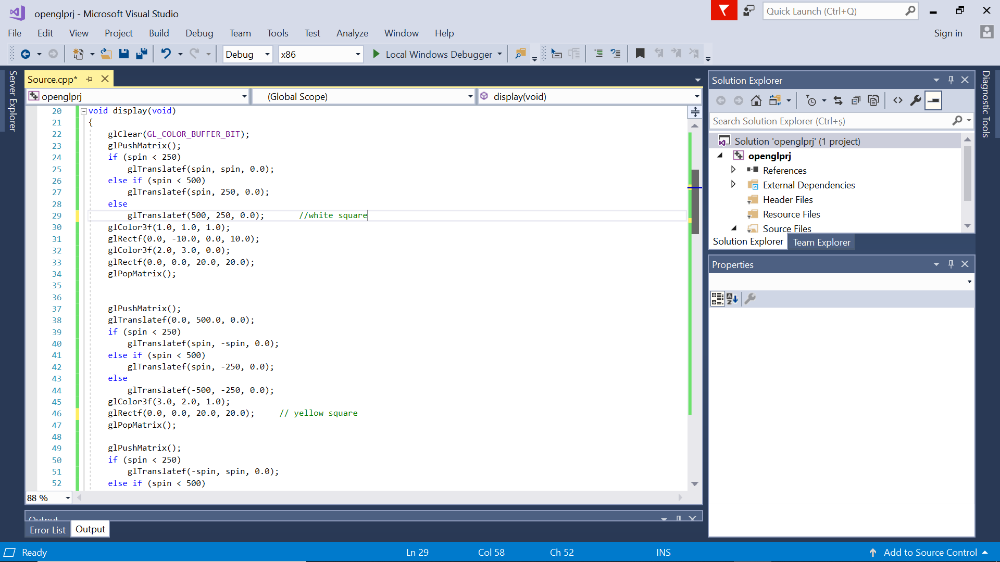 openglprj - Microsoft Visual Studio
Quick Launch (Ctrl+Q)
File Edit View Project Build Debug Team Tools Test Analyze Window Help
Sign in
Debug x86 Local Windows Debugger
Server Explorer
Source.cpp*
openglprj (Global Scope) display(void)
20 void display(void)
21 {
22 glClear(GL_COLOR_BUFFER_BIT);
23 glPushMatrix();
24 if (spin < 250)
25 glTranslatef(spin, spin, 0.0);
26 else if (spin < 500)
27 glTranslatef(spin, 250, 0.0);
28 else
29 glTranslatef(500, 250, 0.0); //white square
30 glColor3f(1.0, 1.0, 1.0);
31 glRectf(0.0, -10.0, 0.0, 10.0);
32 glColor3f(2.0, 3.0, 0.0);
33 glRectf(0.0, 0.0, 20.0, 20.0);
34 glPopMatrix();
35
36
37 glPushMatrix();
38 glTranslatef(0.0, 500.0, 0.0);
39 if (spin < 250)
40 glTranslatef(spin, -spin, 0.0);
41 else if (spin < 500)
42 glTranslatef(spin, -250, 0.0);
43 else
44 glTranslatef(-500, -250, 0.0);
45 glColor3f(3.0, 2.0, 1.0);
46 glRectf(0.0, 0.0, 20.0, 20.0); // yellow square
47 glPopMatrix();
48
49 glPushMatrix();
50 if (spin < 250)
51 glTranslatef(-spin, spin, 0.0);
52 else if (spin < 500)
88 %
Output
Error List Output
Solution Explorer
Search Solution Explorer (Ctrl+ș)
Solution 'openglprj' (1 project)
openglprj
References
External Dependencies
Header Files
Resource Files
Source Files
Solution Explorer Team Explorer
Properties
Diagnostic Tools
Ready Ln 29 Col 58 Ch 52 INS Add to Source Control